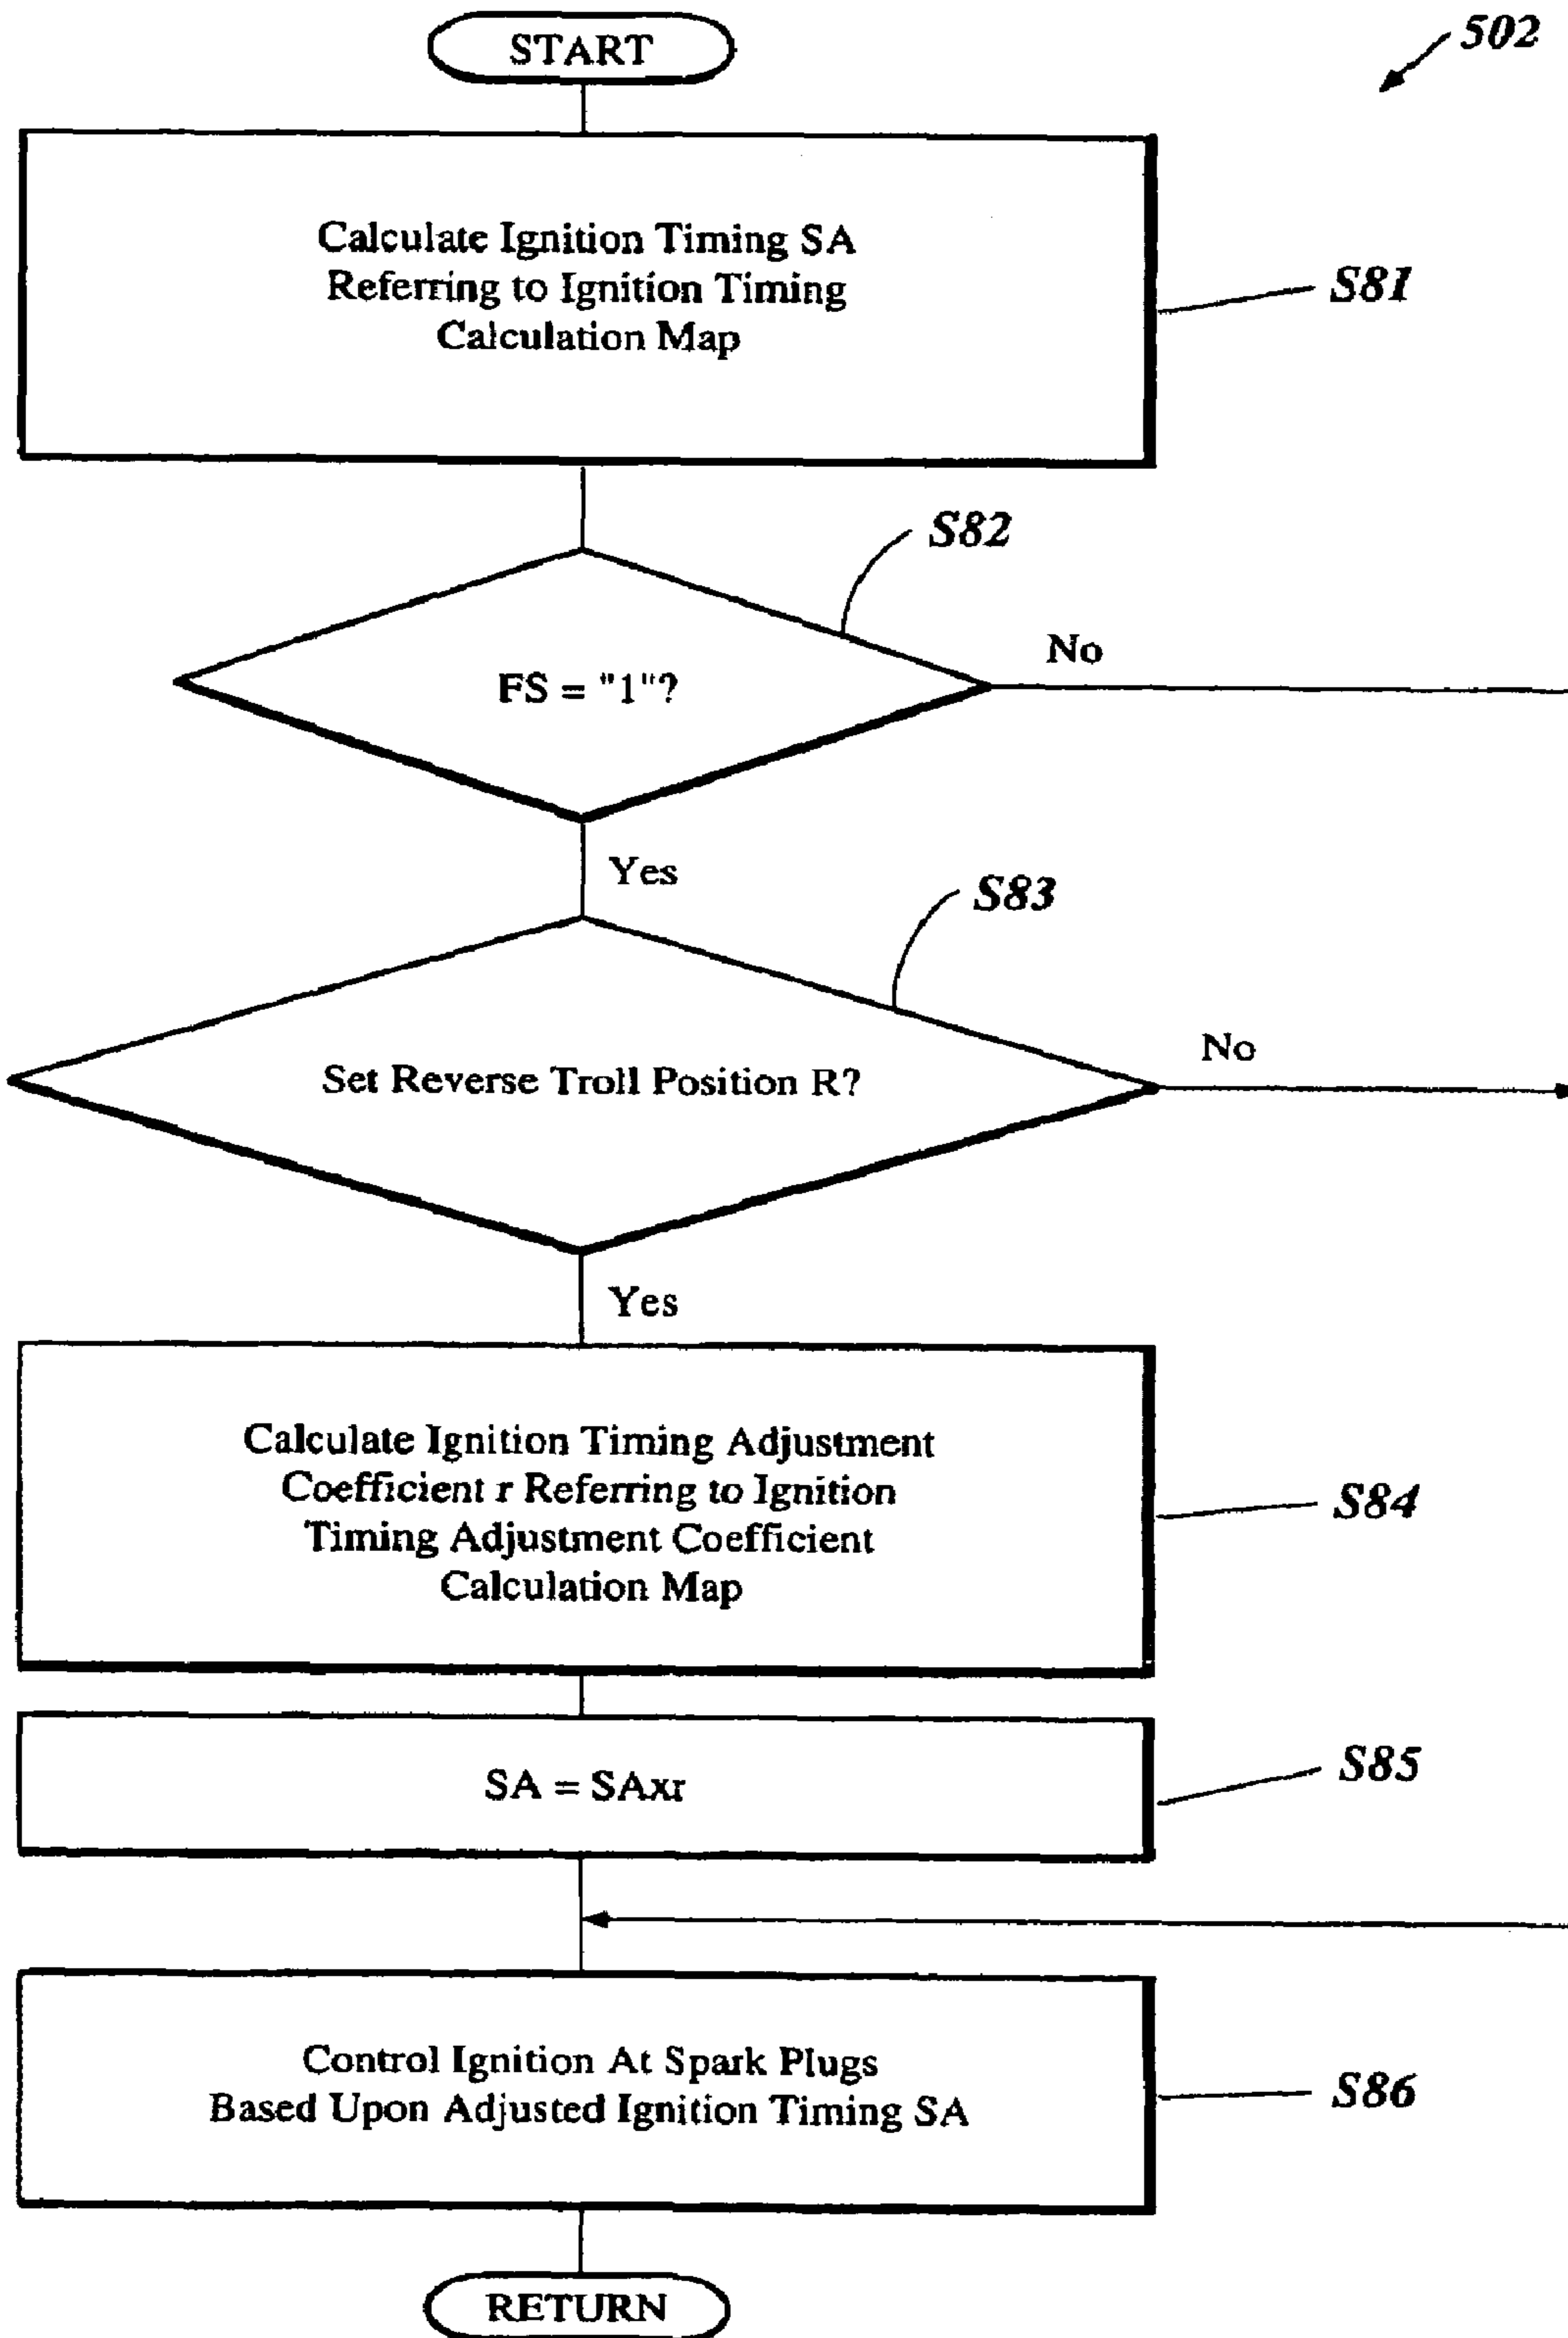 START
502
Calculate Ignition Timing SA
Referring to Ignition Timing
Calculation Map
S81
S82
FS = "1"?
No
Yes
S83
Set Reverse Troll Position R?
No
Yes
Calculate Ignition Timing Adjustment
Coefficient r Referring to Ignition
Timing Adjustment Coefficient
Calculation Map
S84
SA = SAxr
S85
Control Ignition At Spark Plugs
Based Upon Adjusted Ignition Timing SA
S86
RETURN